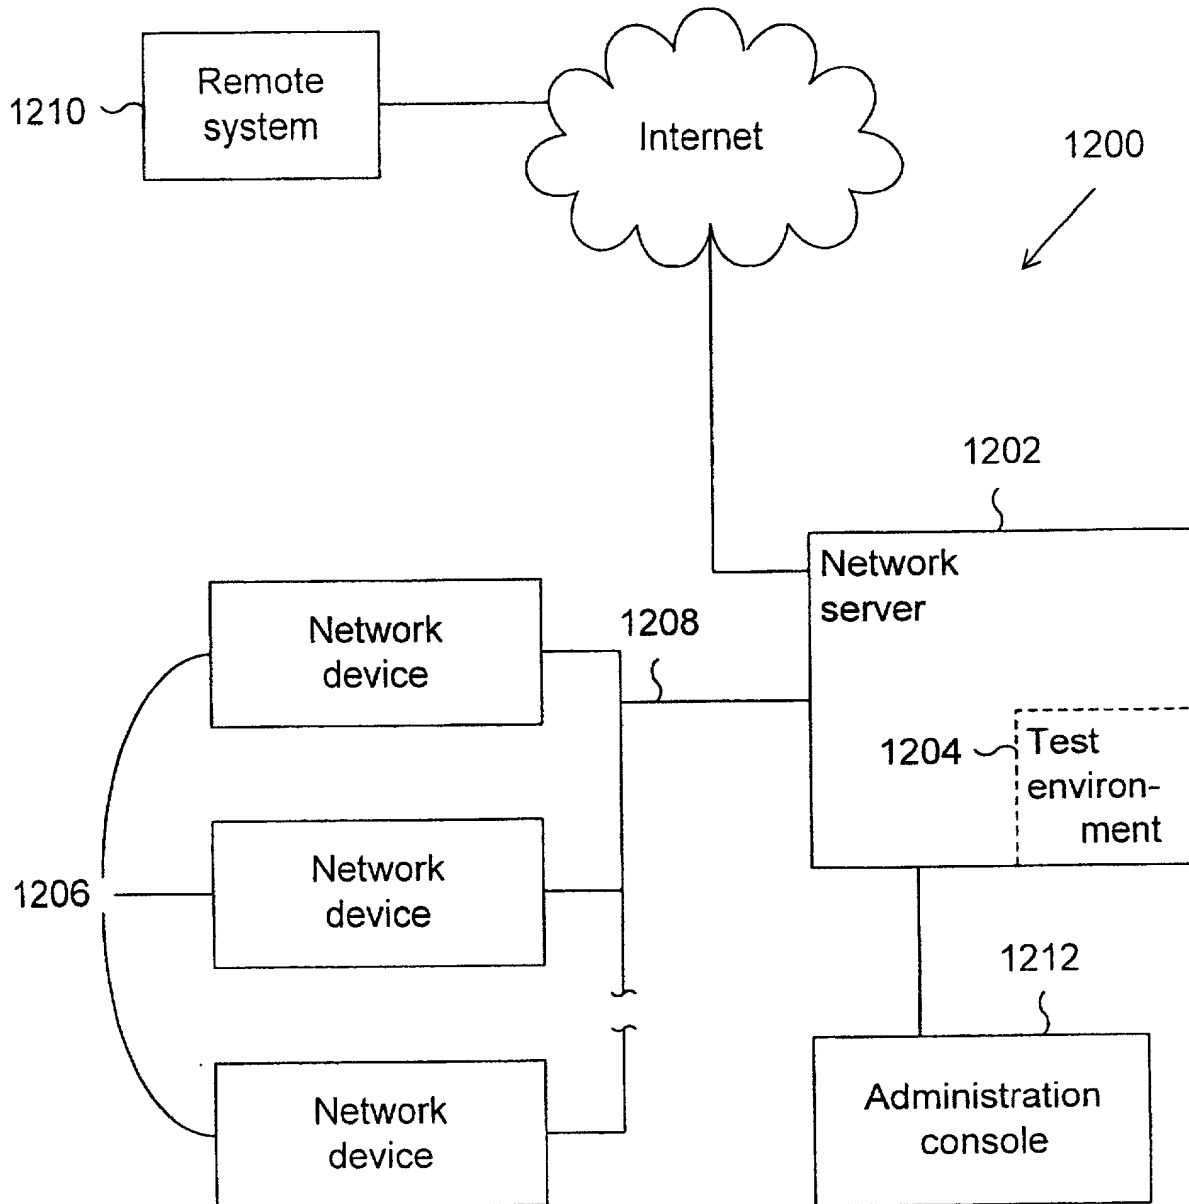 Remote
system
1210
Internet
1200
1202
Network
server
1208
Network
device
1204
Test
environ-
ment
Network
device
1206
1212
Network
device
Administration
console